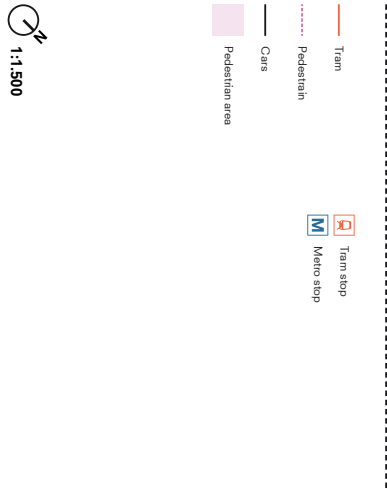 Tram
Pedestrain
Cars
Pedestrian area
Tram stop
M Metro stop
N
1:1.500